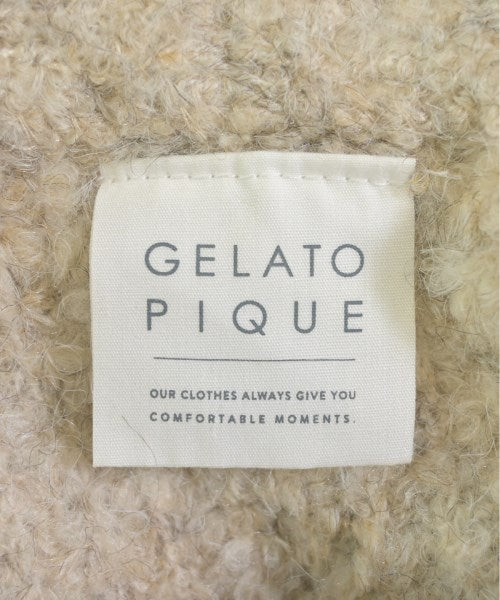 GELATO
PIQUE
OUR CLOTHES ALWAYS GIVE YOU
COMFORTABLE MOMENTS.